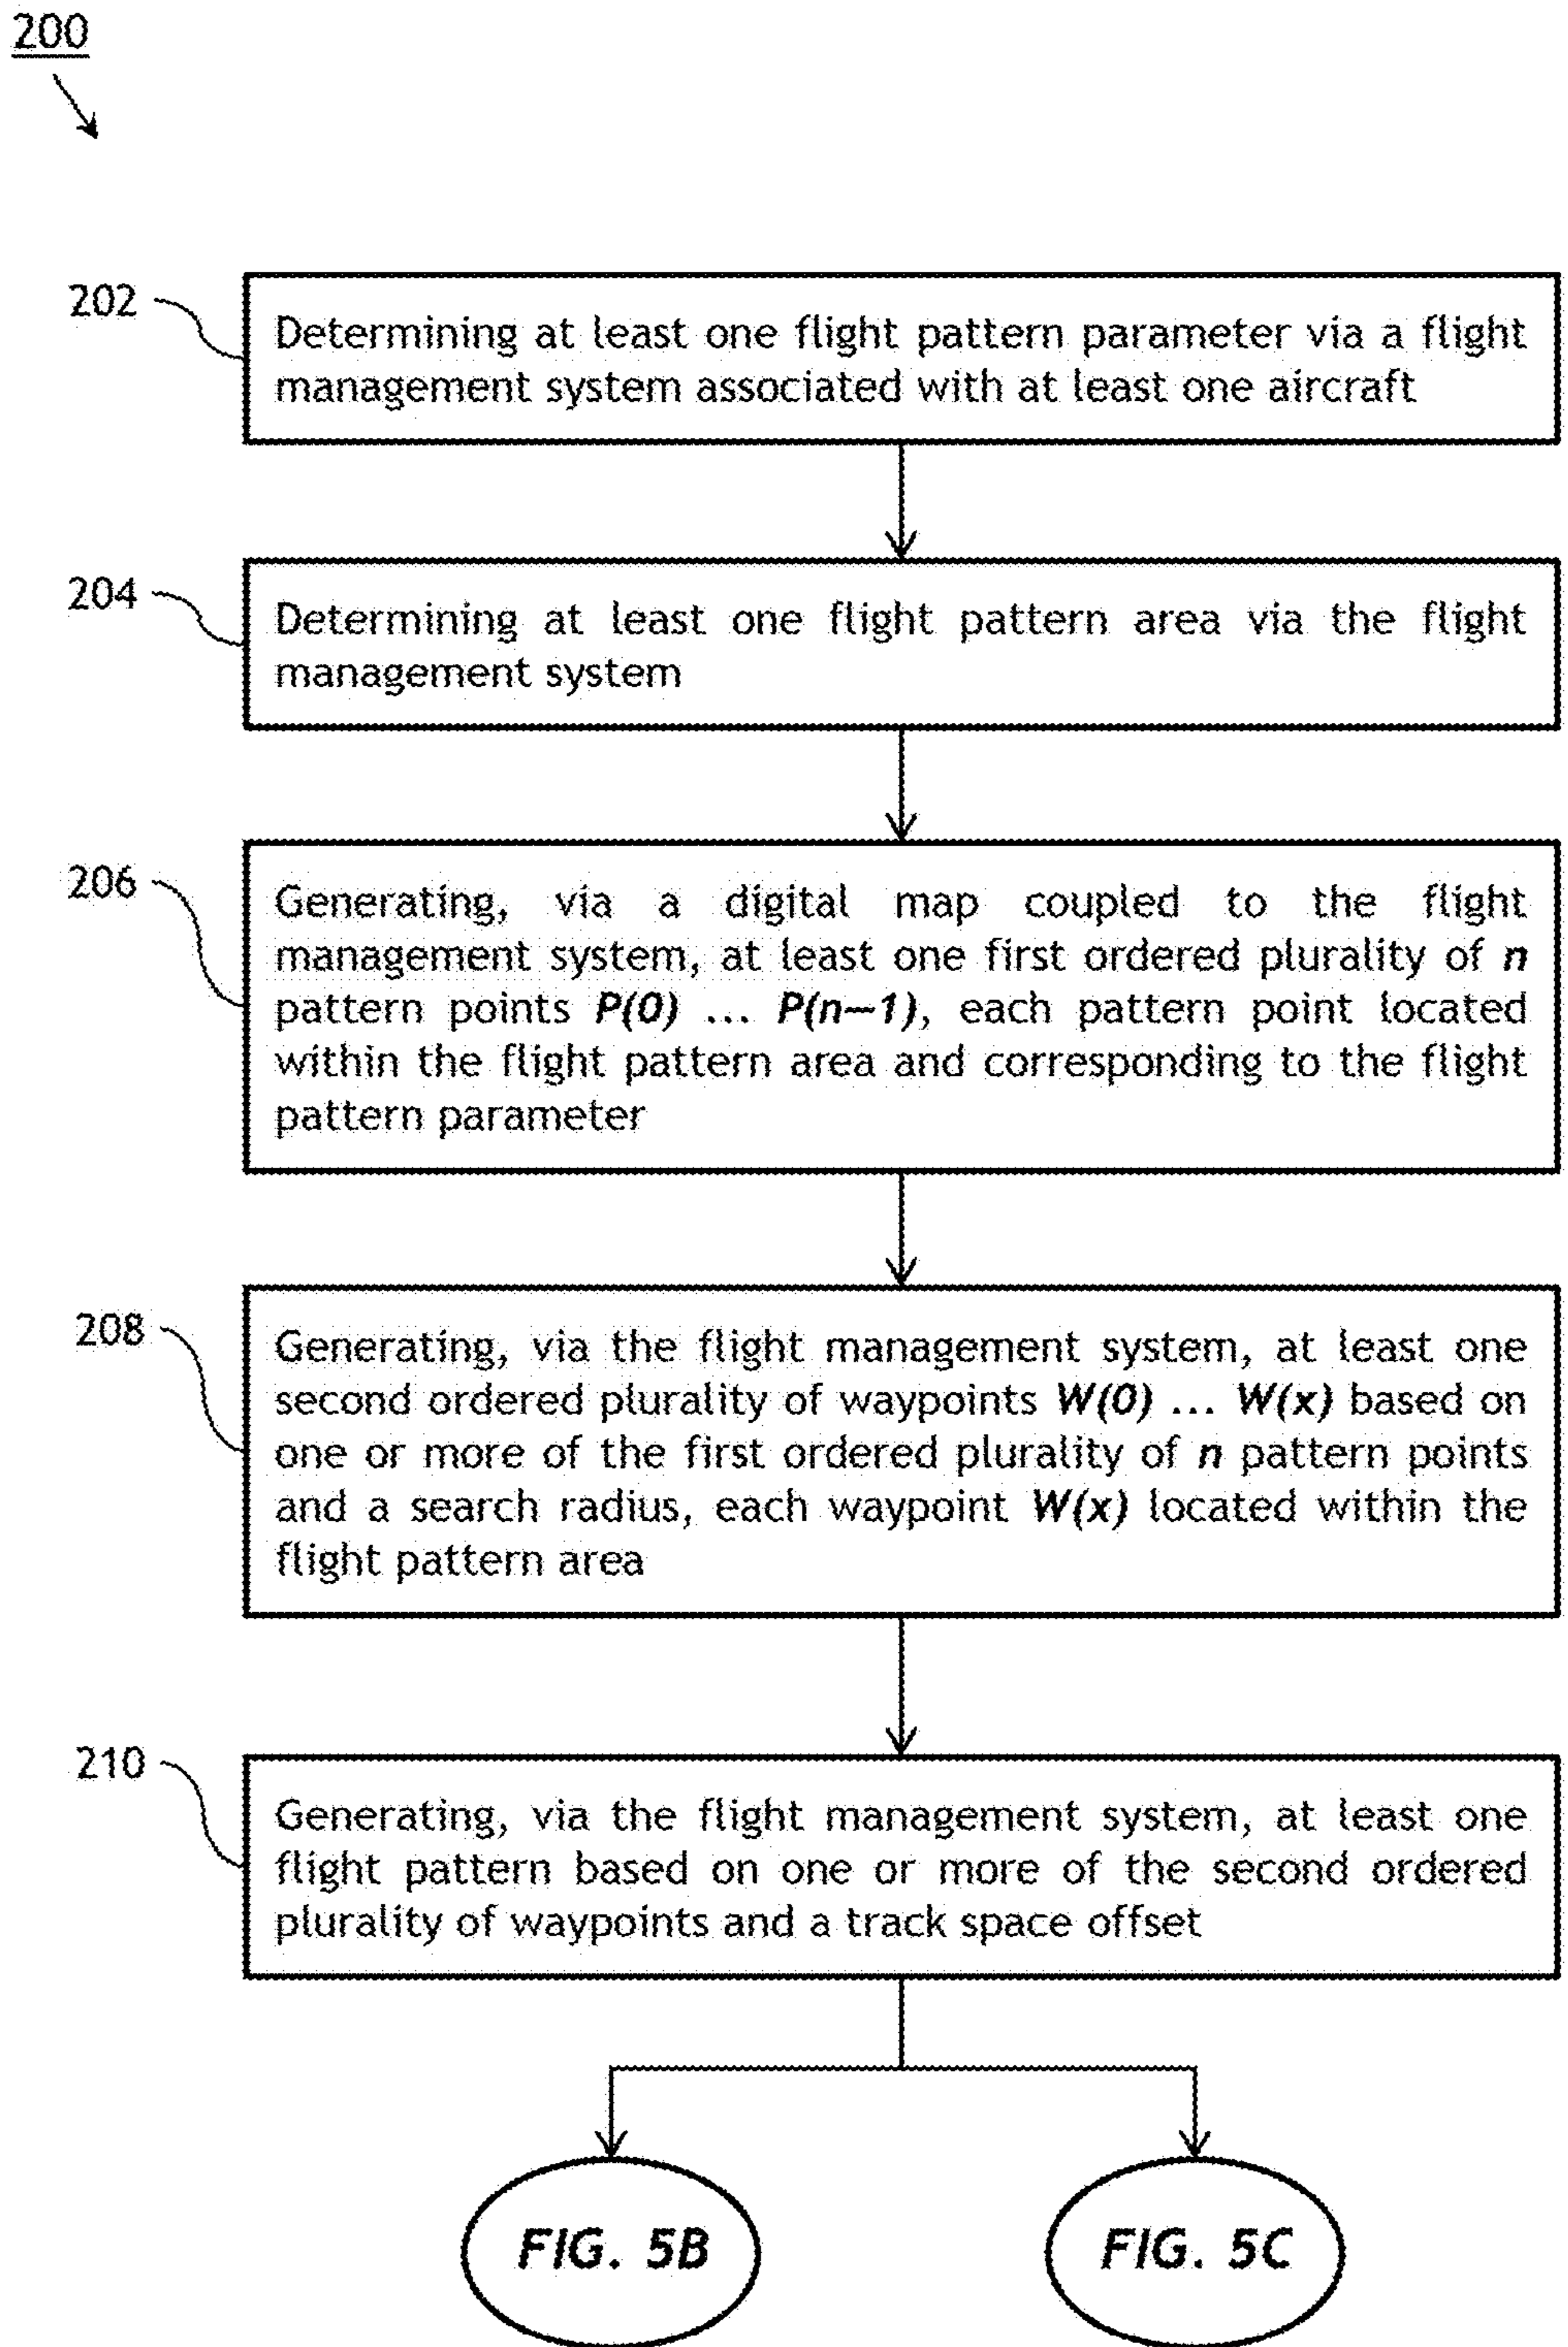 200
202
Determining at least one flight pattern parameter via a flight
management system associated with at least one aircraft
204
Determining at least one flight pattern area via the flight
management system
206
Generating, via a digital map coupled to the flight
management system, at least one first ordered plurality of n
pattern points P(0) ... P(n−1), each pattern point located
within the flight pattern area and corresponding to the flight
pattern parameter
208
Generating, via the flight management system, at least one
second ordered plurality of waypoints W(0) ... W(x) based on
one or more of the first ordered plurality of n pattern points
and a search radius, each waypoint W(x) located within the
flight pattern area
210
Generating, via the flight management system, at least one
flight pattern based on one or more of the second ordered
plurality of waypoints and a track space offset
FIG. 5B
FIG. 5C